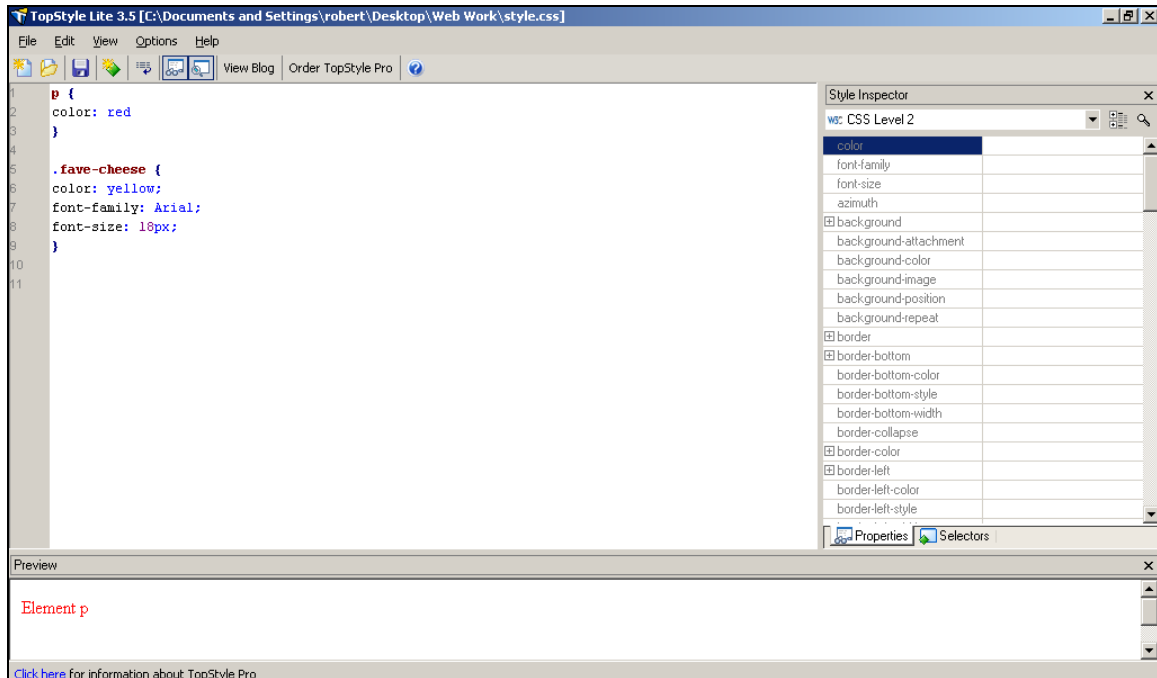 TopStyle Lite 3.5 [C:\Documents and Settings\robert\Desktop\Web Work\style.css]
File Edit View Options Help
View Blog Order TopStyle Pro
1 p {
2 color: red
3 }
4
5 .fave-cheese {
6 color: yellow;
7 font-family: Arial;
8 font-size: 18px;
9 }
10
11
Style Inspector
W3C CSS Level 2
color
font-family
font-size
azimuth
background
background-attachment
background-color
background-image
background-position
background-repeat
border
border-bottom
border-bottom-color
border-bottom-style
border-bottom-width
border-collapse
border-color
border-left
border-left-color
border-left-style
Properties Selectors
Preview
Element p
Click here for information about TopStyle Pro